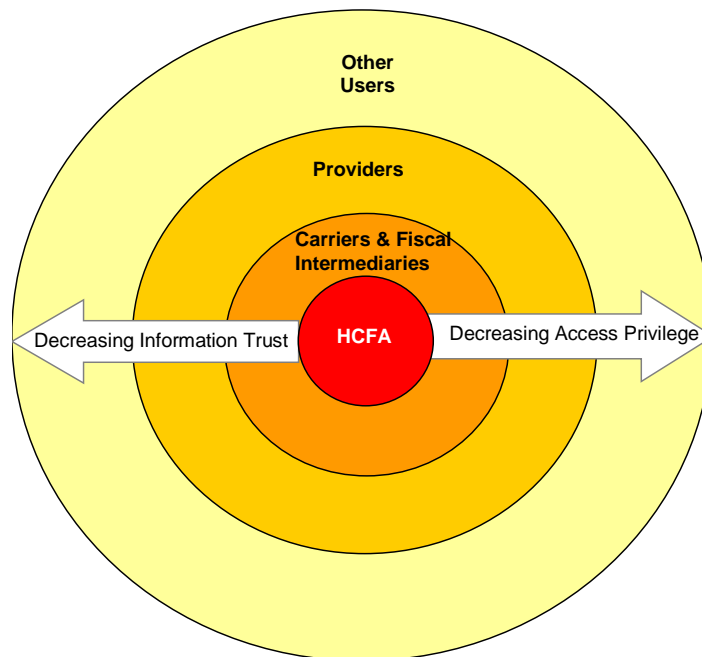 Other
Users
Providers
Carriers & Fiscal
Intermediaries
Decreasing Information Trust
HCFA
Decreasing Access Privilege